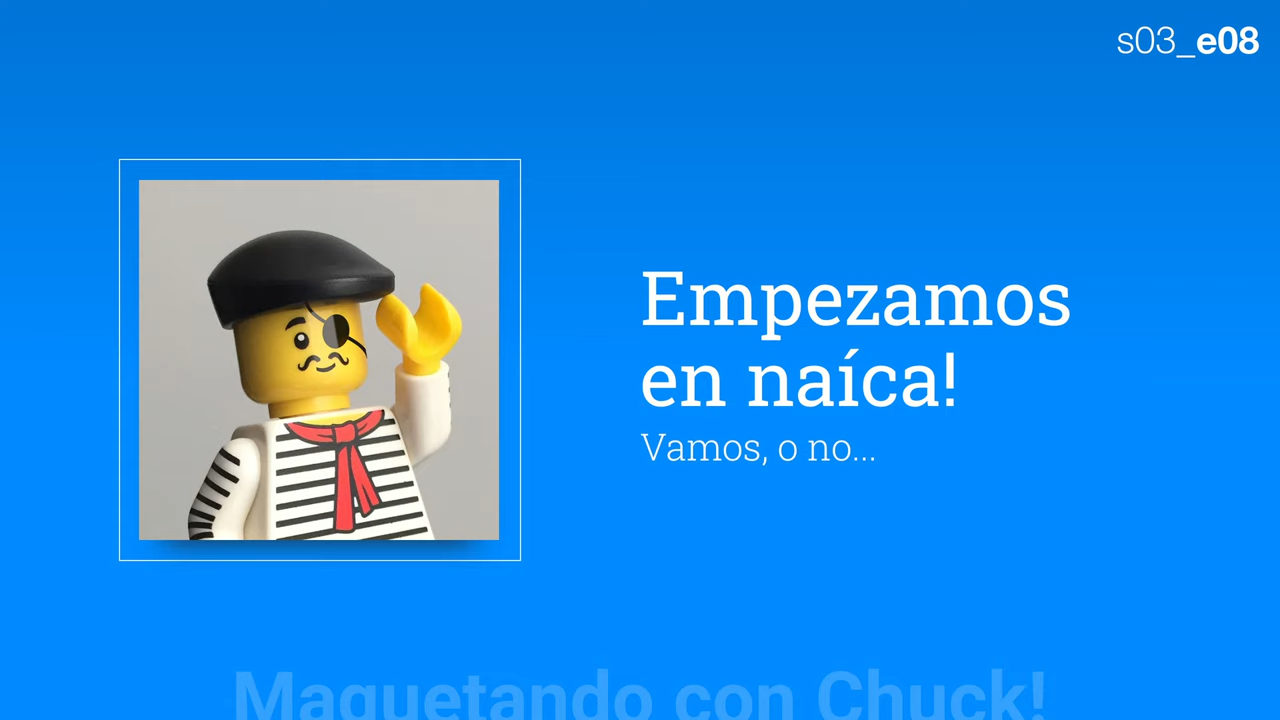 s03_e08
Empezamos
en naíca!
Vamos, o no...
Maquetando con Chuck!